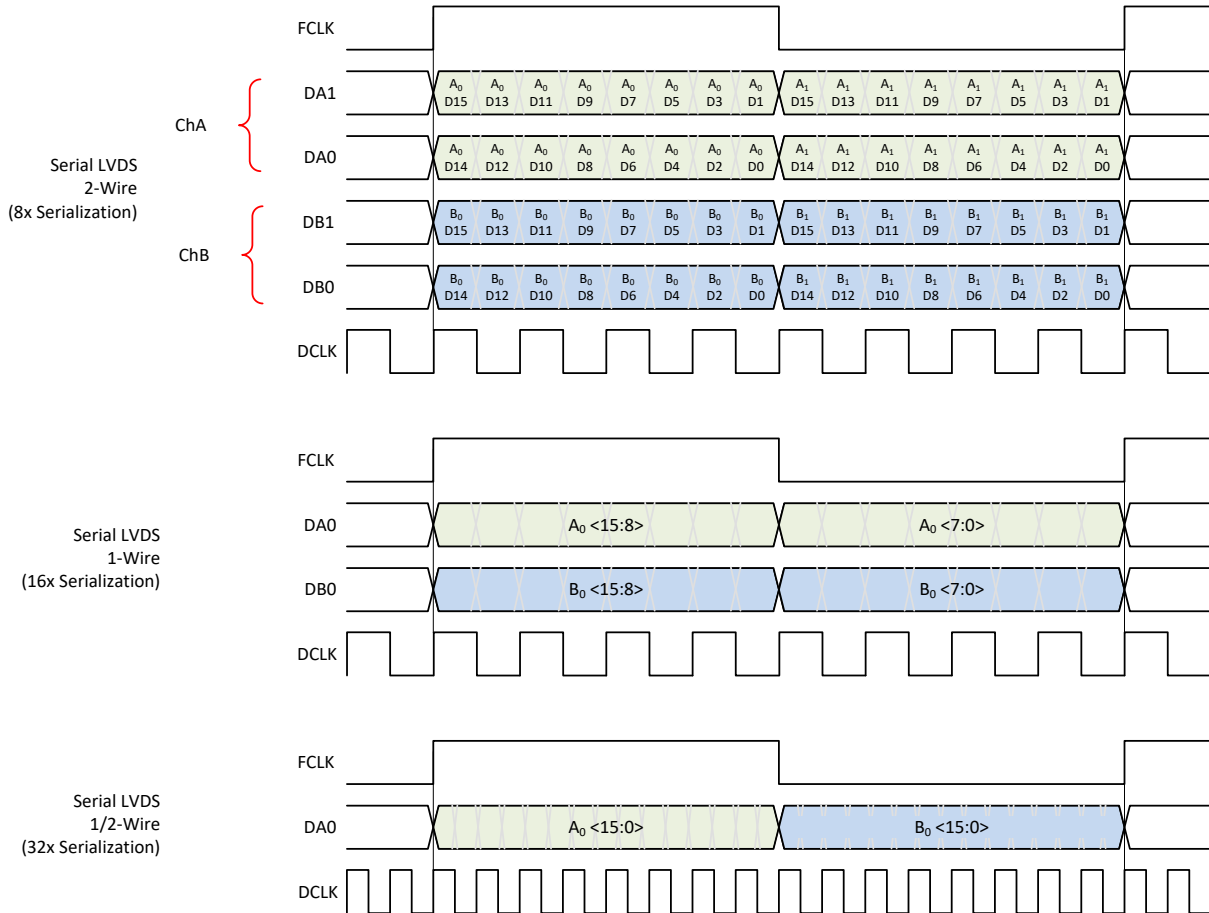 FCLK
DA1
A0 A0 A0 A0 A0 A0 A0 A0 A1 A1 A1 A1 A1 A1 A1 A1
D15 D13 D11 D9 D7 D5 D3 D1 D15 D13 D11 D9 D7 D5 D3 D1
ChA
DA0
A0 A0 A0 A0 A0 A0 A0 A0 A1 A1 A1 A1 A1 A1 A1 A1
D14 D12 D10 D8 D6 D4 D2 D0 D14 D12 D10 D8 D6 D4 D2 D0
Serial LVDS
2-Wire
(8x Serialization)
DB1
B0 B0 B0 B0 B0 B0 B0 B0 B1 B1 B1 B1 B1 B1 B1 B1
D15 D13 D11 D9 D7 D5 D3 D1 D15 D13 D11 D9 D7 D5 D3 D1
ChB
DB0
B0 B0 B0 B0 B0 B0 B0 B0 B1 B1 B1 B1 B1 B1 B1 B1
D14 D12 D10 D8 D6 D4 D2 D0 D14 D12 D10 D8 D6 D4 D2 D0
DCLK
FCLK
Serial LVDS
1-Wire
(16x Serialization)
DA0 A0 <15:8> A0 <7:0>
DB0 B0 <15:8> B0 <7:0>
DCLK
FCLK
Serial LVDS
1/2-Wire
(32x Serialization)
DA0 A0 <15:0> B0 <15:0>
DCLK